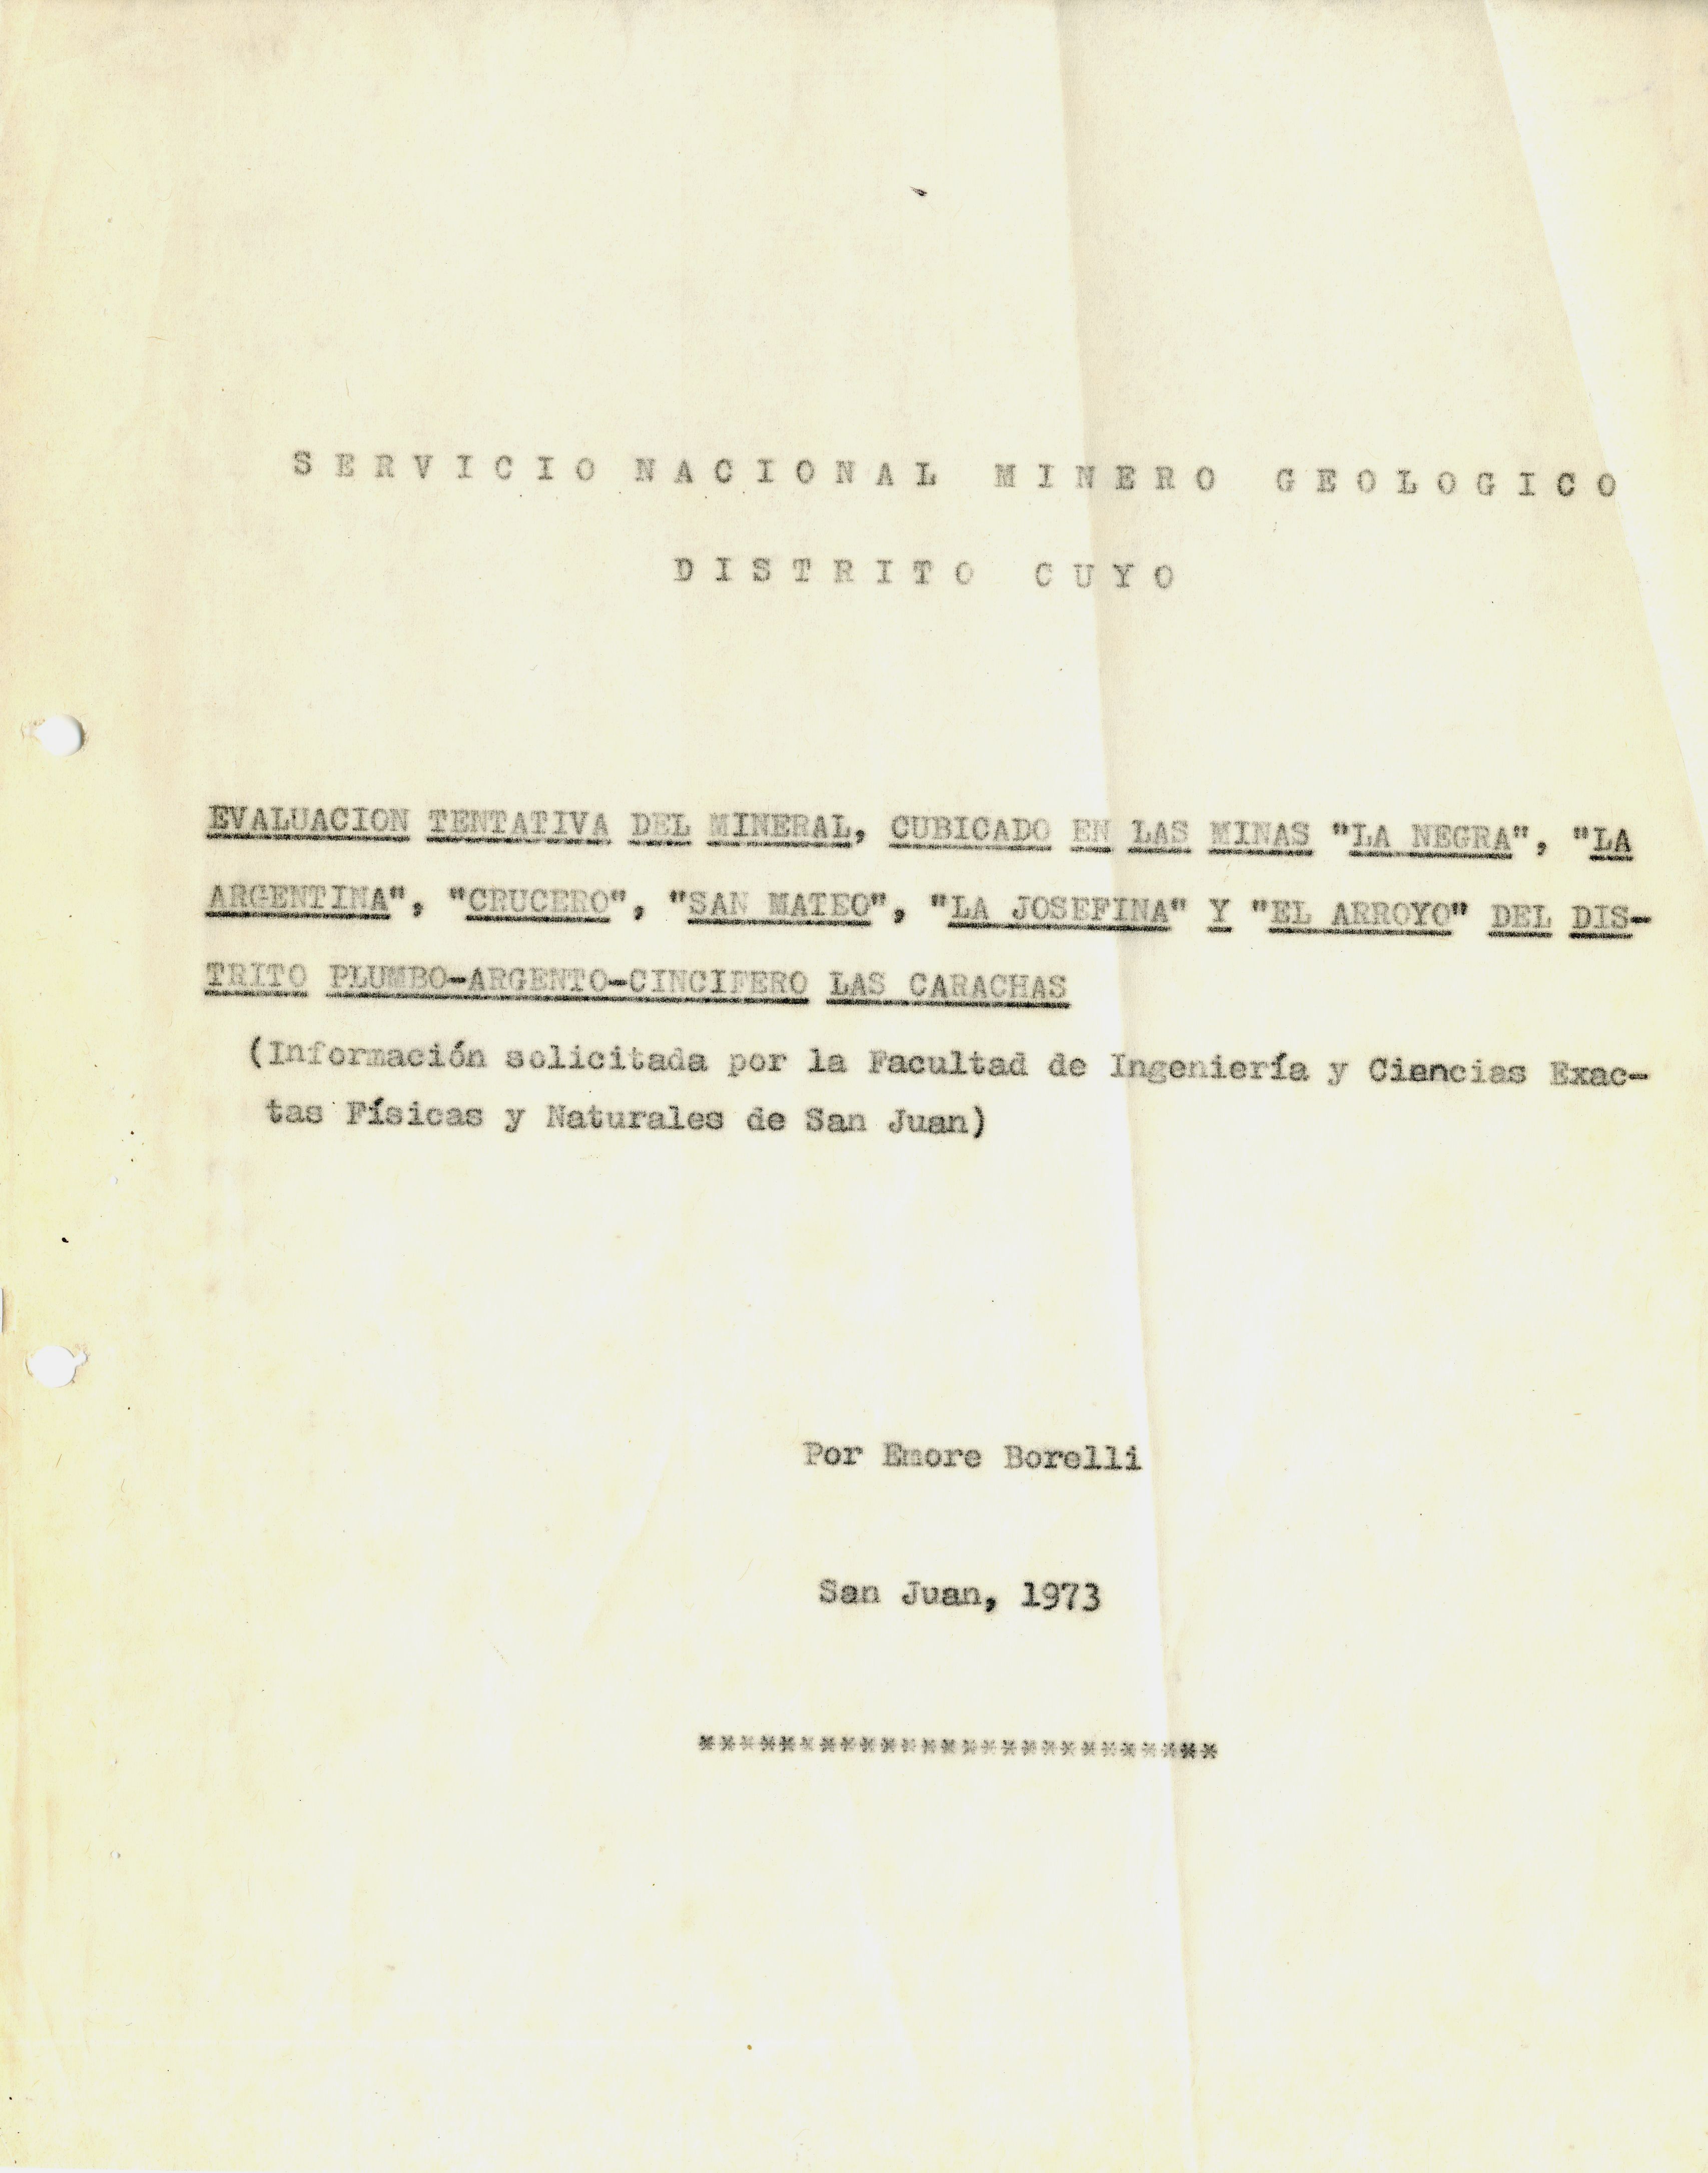 SERVICIO NACIONAL MINERO GEOLOGICO
DISTRITO CUYO
EVALUACION TENTATIVA DEL MINERAL, CUBICADO EN LAS MINAS "LA NEGRA", "LA
ARGENTINA", "CRUCERO", "SAN MATEO", "LA JOSEFINA" Y "EL ARROYO" DEL DIS-
TRITO PLUMBO-ARGENTO-CINCIFERO LAS CARACHAS
(Información solicitada por la Facultad de Ingeniería y Ciencias Exac-
tas Físicas y Naturales de San Juan)
Por Emore Borelli
San Juan, 1973
**************************